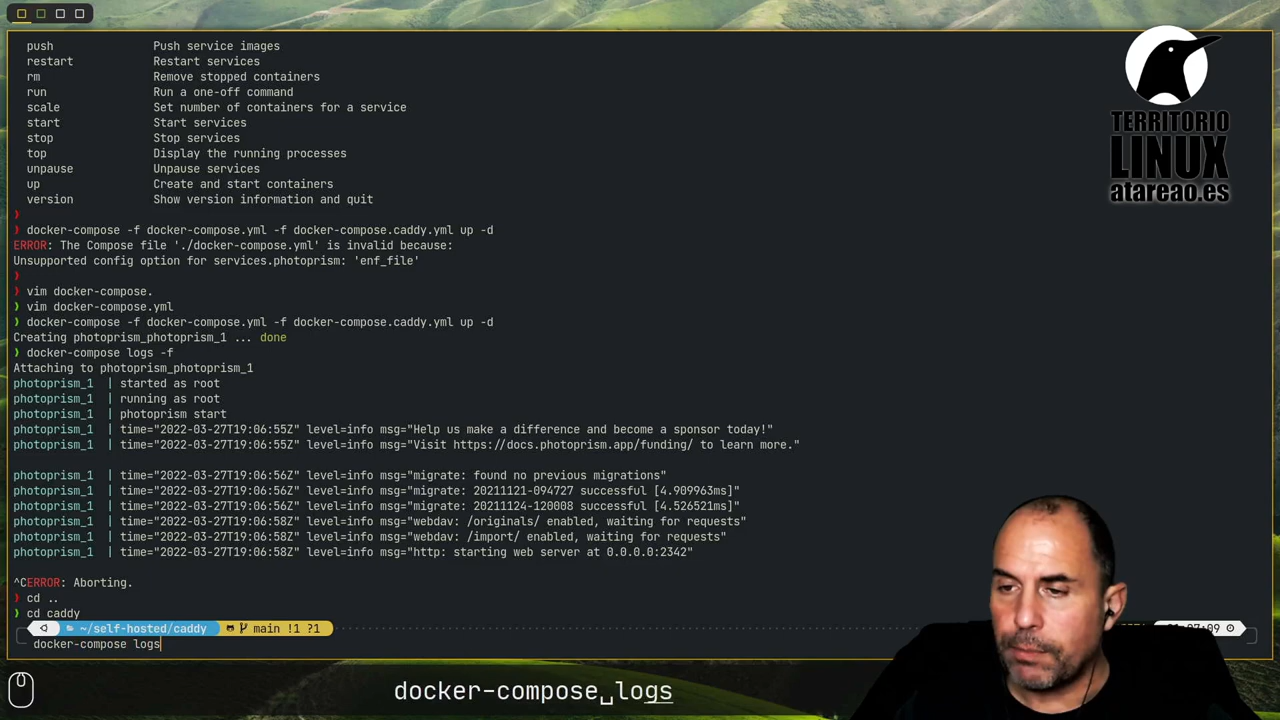 push Push service images
restart Restart services
rm Remove stopped containers
run Run a one-off command
scale Set number of containers for a service
start Start services
stop Stop services
top Display the running processes
unpause Unpause services
up Create and start containers
version Show version information and quit
❯
❯ docker-compose -f docker-compose.yml -f docker-compose.caddy.yml up -d
ERROR: The Compose file './docker-compose.yml' is invalid because:
Unsupported config option for services.photoprism: 'enf_file'
❯
❯ vim docker-compose.
❯ vim docker-compose.yml
❯ docker-compose -f docker-compose.yml -f docker-compose.caddy.yml up -d
Creating photoprism_photoprism_1 ... done
❯ docker-compose logs -f
Attaching to photoprism_photoprism_1
photoprism_1 | started as root
photoprism_1 | running as root
photoprism_1 | photoprism start
photoprism_1 | time="2022-03-27T19:06:55Z" level=info msg="Help us make a difference and become a sponsor today!"
photoprism_1 | time="2022-03-27T19:06:55Z" level=info msg="Visit https://docs.photoprism.app/funding/ to learn more."
photoprism_1 | time="2022-03-27T19:06:56Z" level=info msg="migrate: found no previous migrations"
photoprism_1 | time="2022-03-27T19:06:56Z" level=info msg="migrate: 20211121-094727 successful [4.909963ms]"
photoprism_1 | time="2022-03-27T19:06:56Z" level=info msg="migrate: 20211124-120008 successful [4.526521ms]"
photoprism_1 | time="2022-03-27T19:06:58Z" level=info msg="webdav: /originals/ enabled, waiting for requests"
photoprism_1 | time="2022-03-27T19:06:58Z" level=info msg="webdav: /import/ enabled, waiting for requests"
photoprism_1 | time="2022-03-27T19:06:58Z" level=info msg="http: starting web server at 0.0.0.0:2342"
^CERROR: Aborting.
❯ cd ..
❯ cd caddy
~/self-hosted/caddy main !1 ?1
docker-compose logs
docker-compose␣logs
TERRITORIO
LINUX
atareao.es